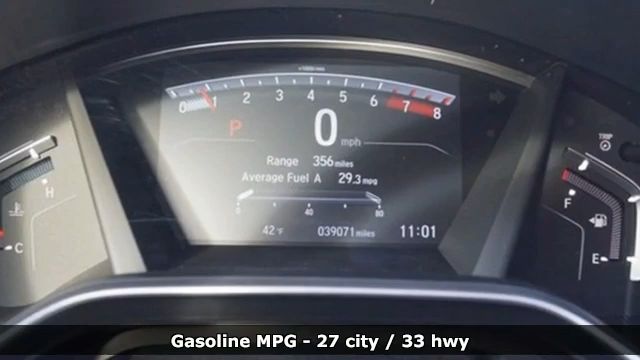 0 1 2 3 4 5 6 7 8
P 0 mph
Range 356 miles
Average Fuel A 29.3 mpg
0 40 80
42 °F 039071 miles 11:01
H
C
TRIP
F
E
Gasoline MPG - 27 city / 33 hwy